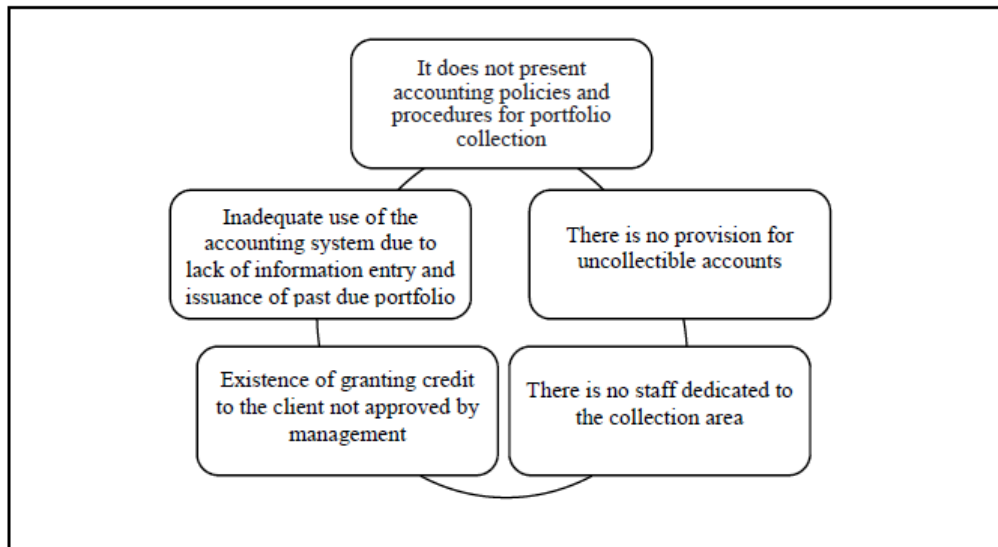 It does not present
accounting policies and
procedures for portfolio
collection
Inadequate use of the
accounting system due to
lack of information entry and
issuance of past due portfolio
There is no provision for
uncollectible accounts
Existence of granting credit
to the client not approved by
management
There is no staff dedicated to
the collection area